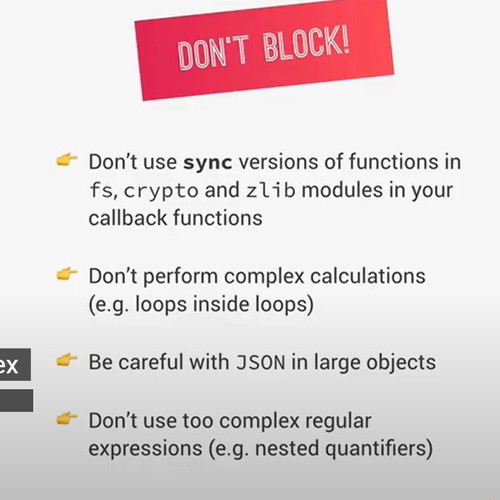 DON'T BLOCK!
Don't use sync versions of functions in
fs, crypto and zlib modules in your
callback functions
Don't perform complex calculations
(e.g. loops inside loops)
ex
Be careful with JSON in large objects
Don't use too complex regular
expressions (e.g. nested quantifiers)